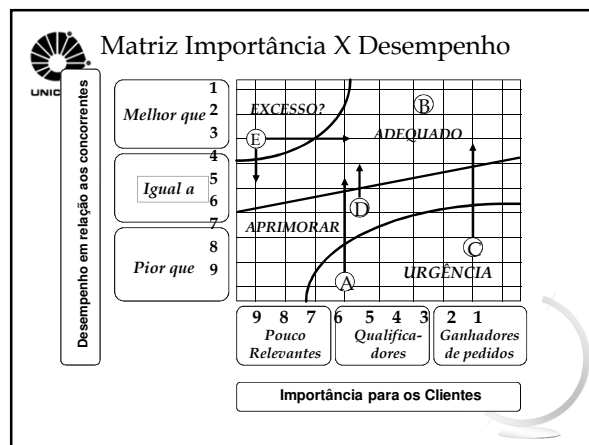 Matriz Importância X Desempenho
UNIC
Desempenho em relação aos concorrentes
Melhor que
Igual a
Pior que
1
2
3
4
5
6
7
8
9
EXCESSO?
B
ADEQUADO
E
D
APRIMORAR
C
URGÊNCIA
A
9 8 7 6 5 4 3 2 1
Pouco
Relevantes
Qualifica-
dores
Ganhadores
de pedidos
Importância para os Clientes